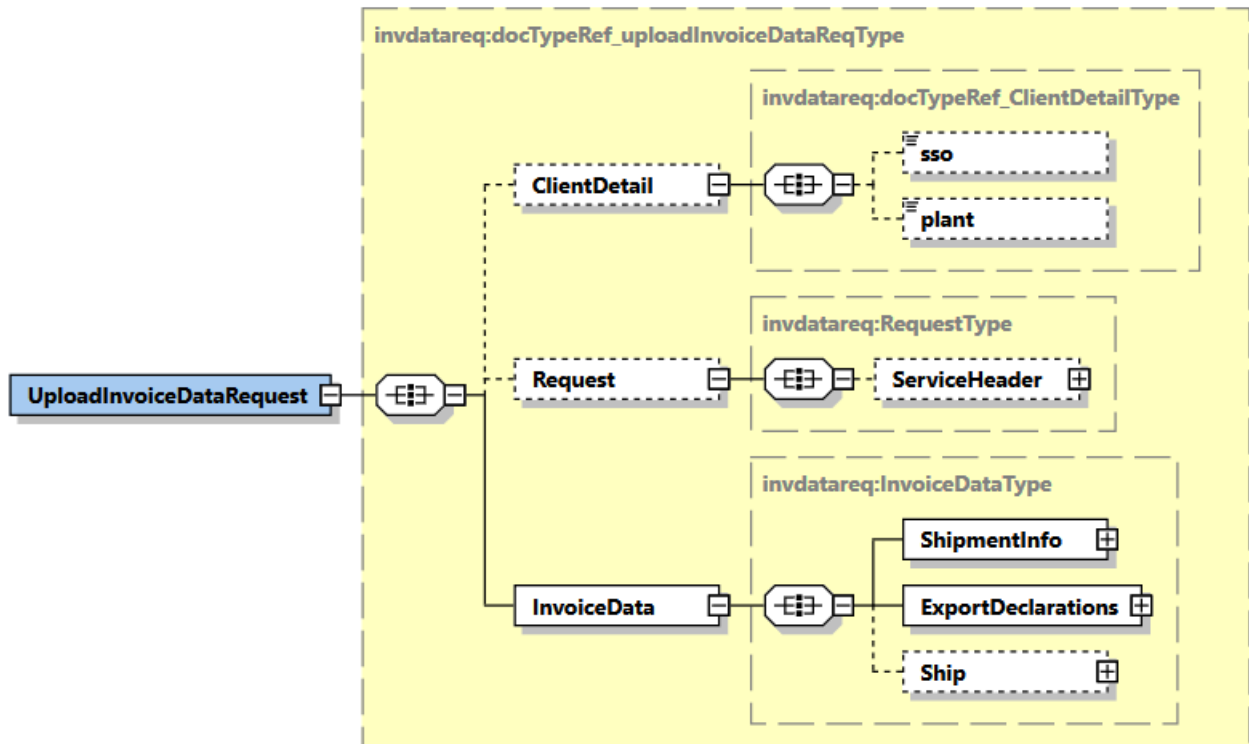 invdatareq:docTypeRef_uploadInvoiceDataReqType
invdatareq:docTypeRef_ClientDetailType
sso
ClientDetail
plant
invdatareq:RequestType
Request
ServiceHeader
UploadInvoiceDataRequest
invdatareq:InvoiceDataType
ShipmentInfo
InvoiceData
ExportDeclarations
Ship